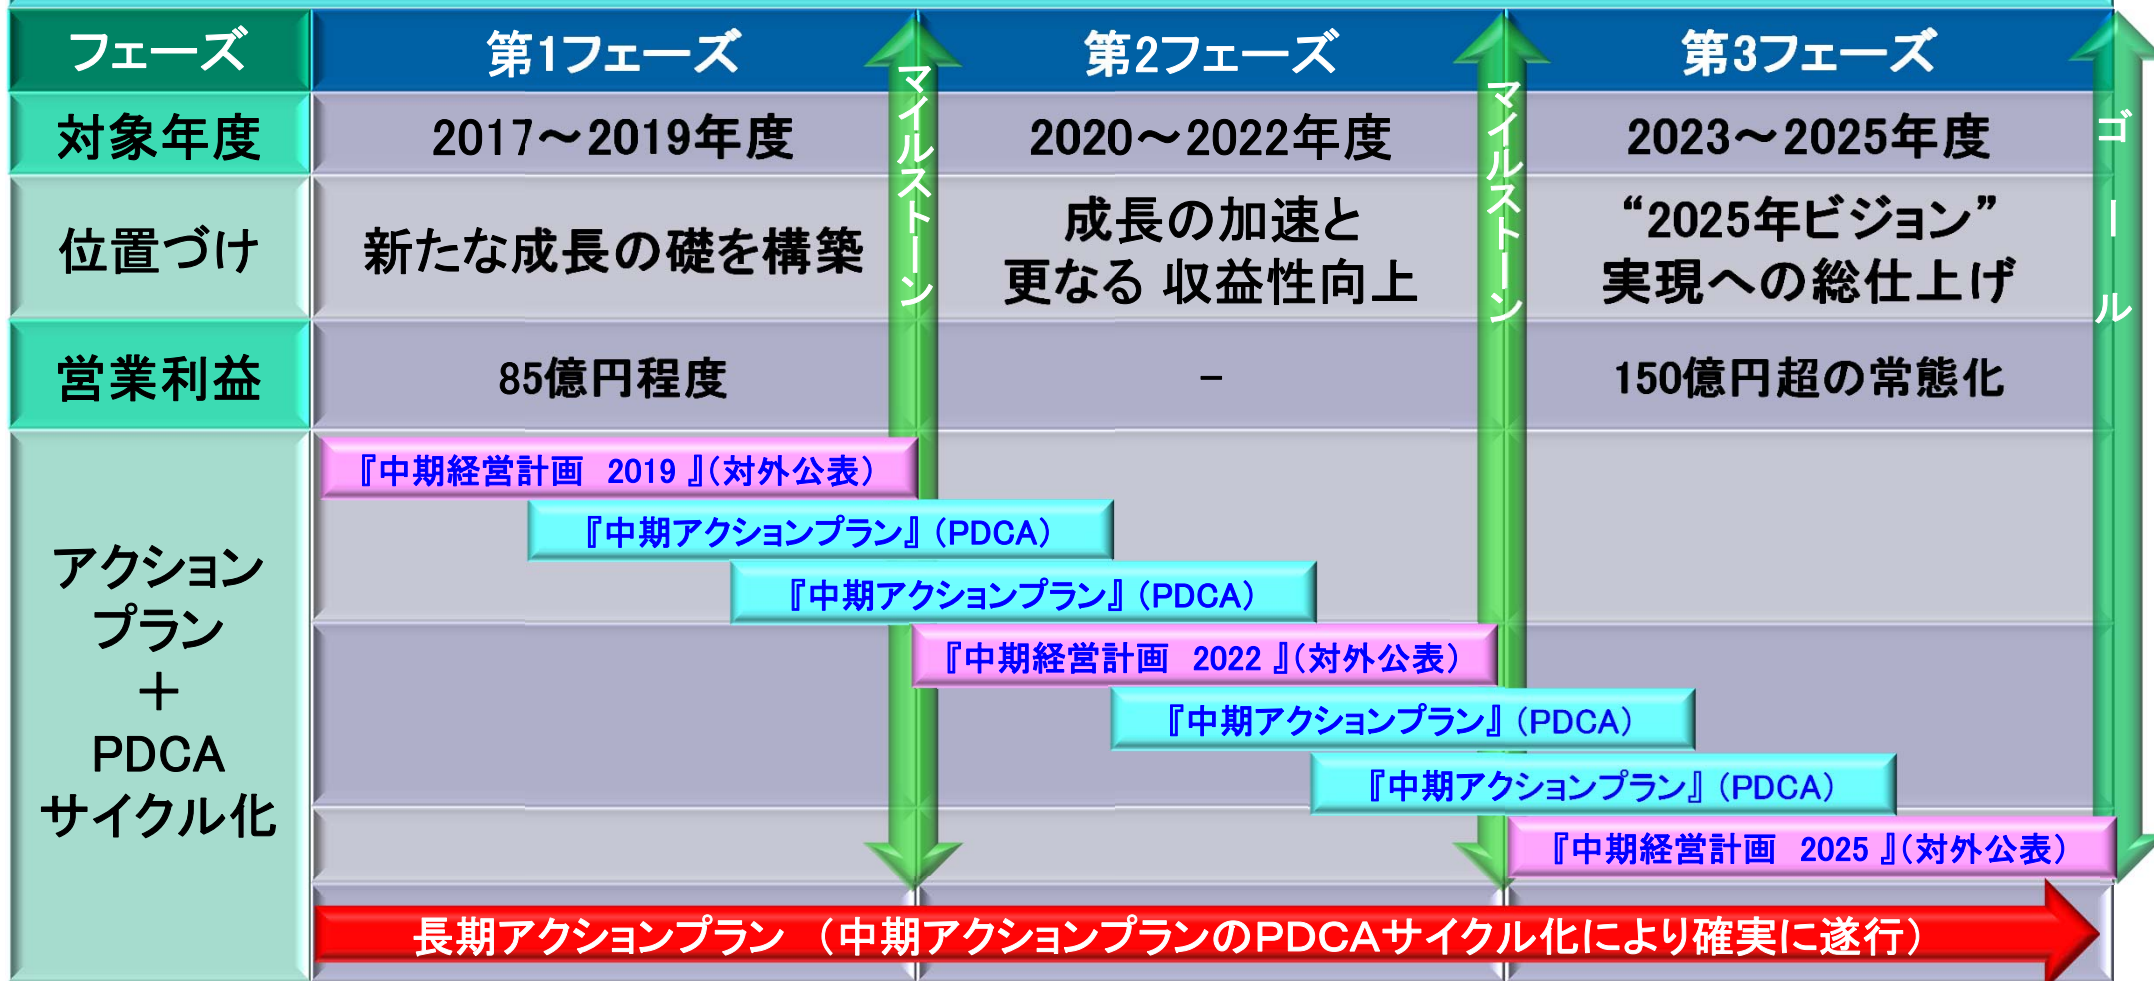 フェーズ
第1フェーズ
第2フェーズ
第3フェーズ
対象年度
2017～2019年度
2020～2022年度
2023～2025年度
位置づけ
新たな成長の礎を構築
成長の加速と
更なる 収益性向上
“2025年ビジョン”
実現への総仕上げ
営業利益
85億円程度
－
150億円超の常態化
マイルストーン
マイルストーン
ゴール
アクション
プラン
＋
PDCA
サイクル化
『中期経営計画　2019 』（対外公表）
『中期アクションプラン』（PDCA）
『中期アクションプラン』（PDCA）
『中期経営計画　2022 』（対外公表）
『中期アクションプラン』（PDCA）
『中期アクションプラン』（PDCA）
『中期経営計画　2025 』（対外公表）
長期アクションプラン　（中期アクションプランのPDCAサイクル化により確実に遂行）